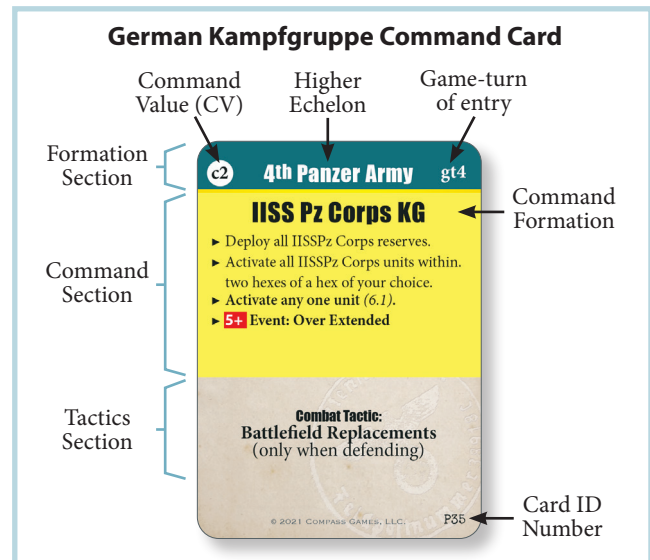 German Kampfgruppe Command Card
Command
Value (CV)
Higher
Echelon
Game-turn
of entry
Formation
Section
c2
4th Panzer Army
gt4
IISS Pz Corps KG
Command
Formation
► Deploy all IISSPz Corps reserves.
► Activate all IISSPz Corps units within.
two hexes of a hex of your choice.
► Activate any one unit (6.1).
► 5+ Event: Over Extended
Command
Section
Combat Tactic:
Battlefield Replacements
(only when defending)
Tactics
Section
© 2021 Compass Games, LLC.
P35
Card ID
Number